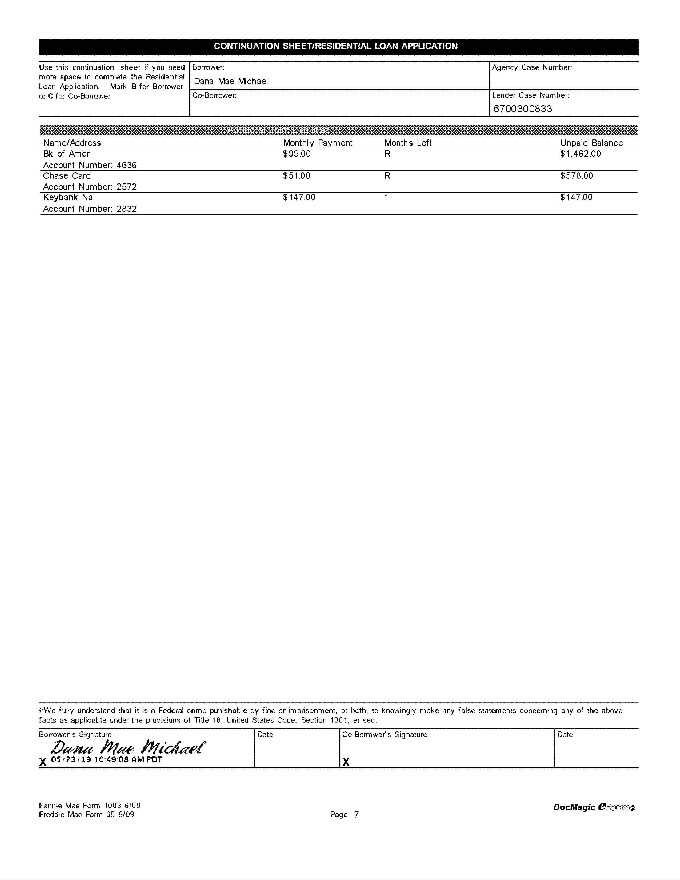 CONTINUATION SHEET/RESIDENTIAL LOAN APPLICATION
Use this continuation sheet if you need
more space to complete the Residential
Loan Application. Mark B for Borrower
or C for Co-Borrower.
Borrower:
Dana Mae Michael
Agency Case Number:
Co-Borrower:
Lender Case Number:
6700300833
Name/Address Monthly Payment Months Left Unpaid Balance
Bk of Amer R $1,462.00
Account Number: 4636
Chase Card $51.00 R $578.00
Account Number: 2572
Keybank Na $147.00 1 $147.00
Account Number: 2832
I/We fully understand that it is a Federal crime punishable by fine or imprisonment, or both, to knowingly make any false statements concerning any of the above
facts as applicable under the provisions of Title 18, United States Code, Section 1001, et seq.
Borrower's Signature Date Co-Borrower's Signature Date
Dana Mae Michael
X 05/23/19 10:49:08 AM PDT X
Fannie Mae Form 1003 6/09
Freddie Mac Form 65 6/09 Page 7
DocMagic